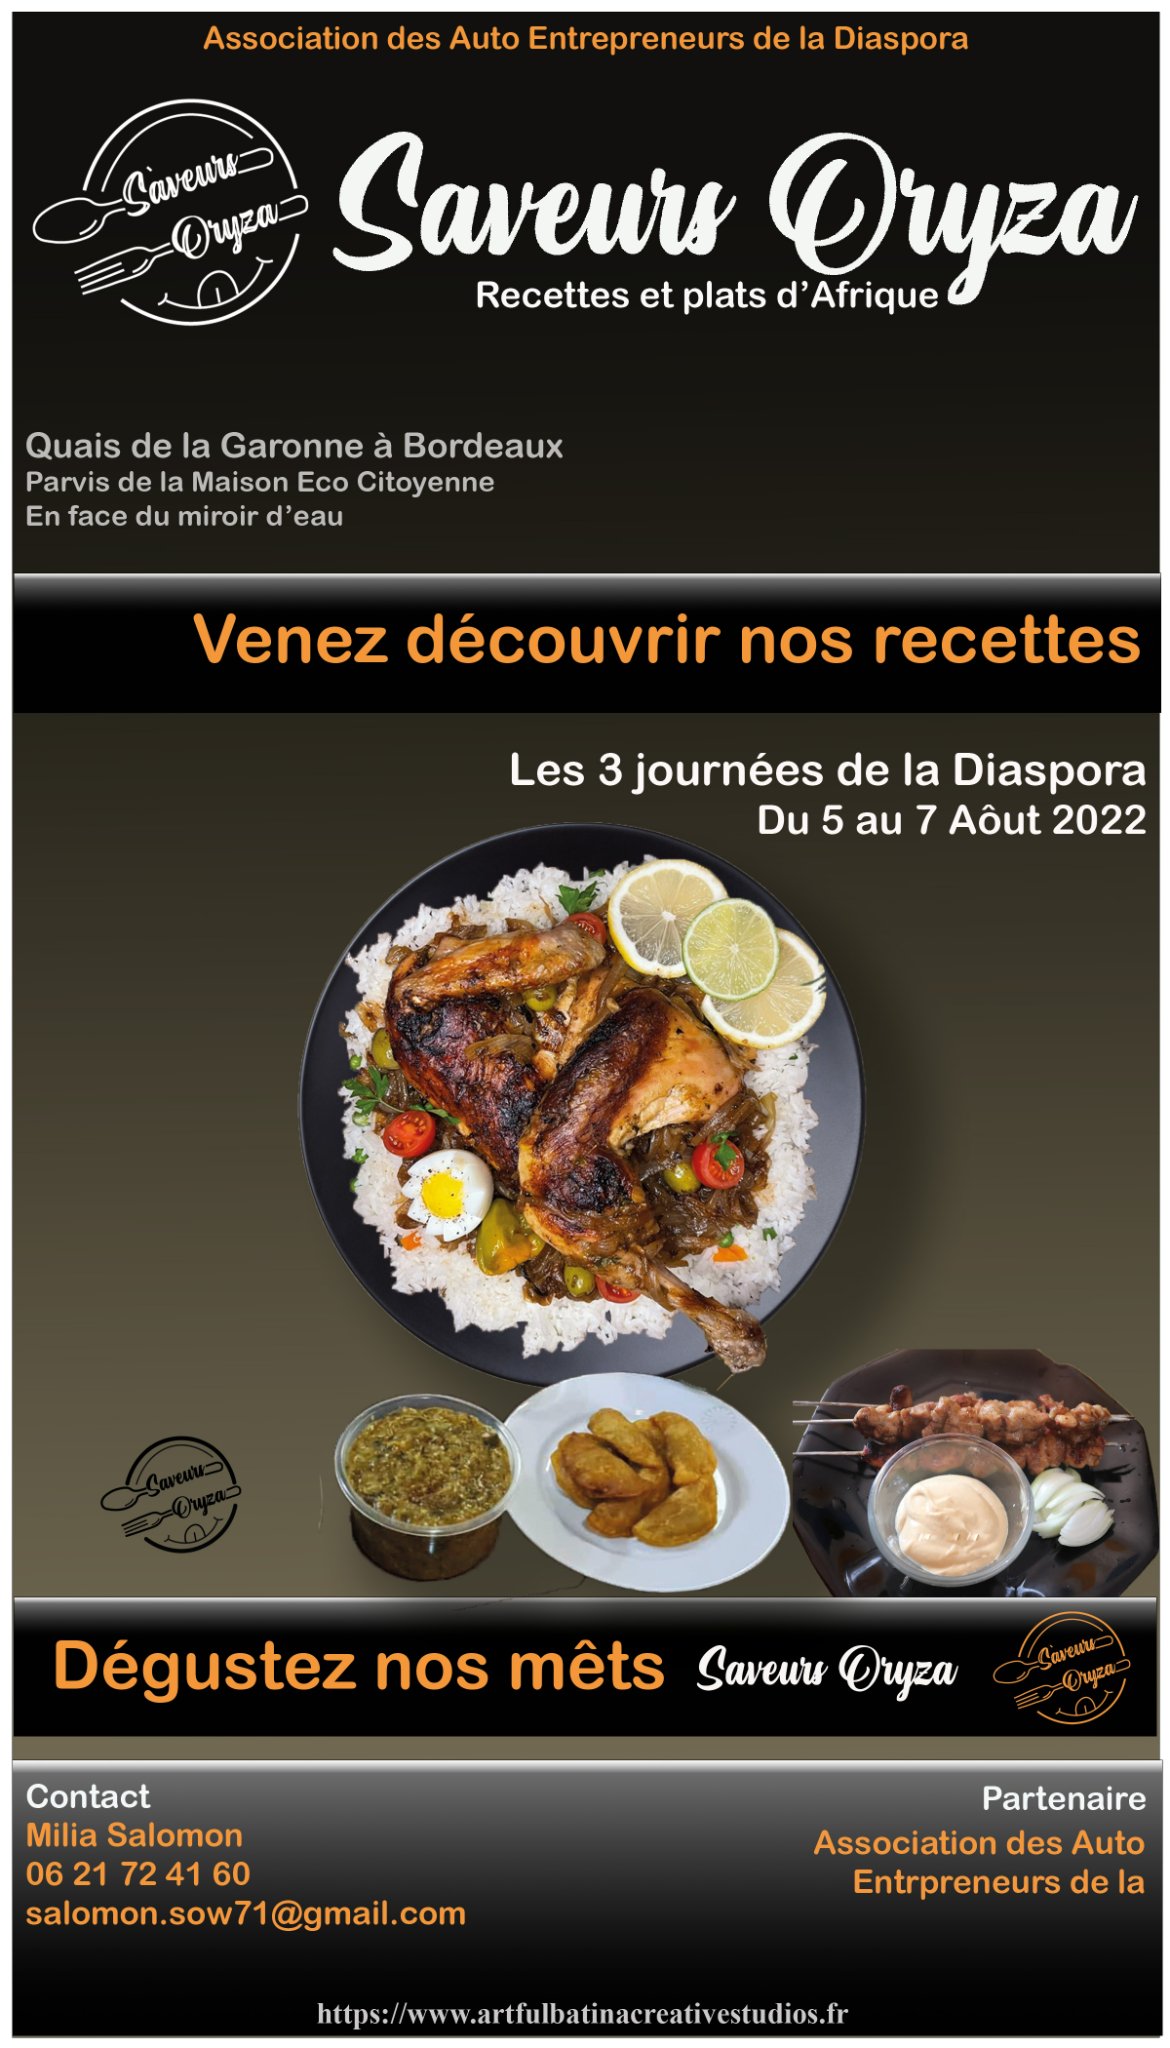 Association des Auto Entrepreneurs de la Diaspora
Saveurs
Oryza
Saveurs Oryza
Recettes et plats d'Afrique
Quais de la Garonne à Bordeaux
Parvis de la Maison Eco Citoyenne
En face du miroir d'eau
Venez découvrir nos recettes
Les 3 journées de la Diaspora
Du 5 au 7 Aôut 2022
Saveurs
Oryza
Dégustez nos mêts
Saveurs Oryza
Saveurs
Oryza
Contact
Milia Salomon
06 21 72 41 60
salomon.sow71@gmail.com
Partenaire
Association des Auto
Entrpreneurs de la
https://www.artfulbatinacreativestudios.fr